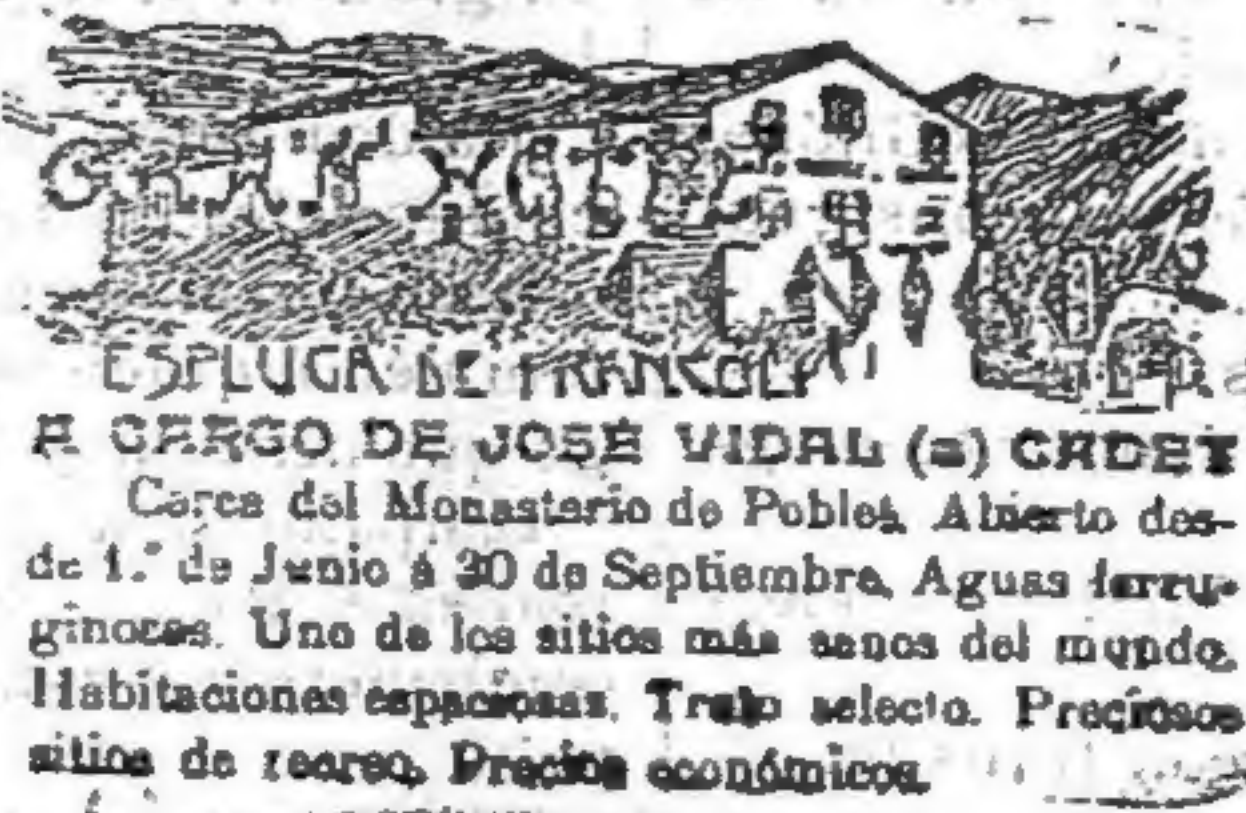 ESPLUGA DE FRANCOLI
A CARGO DE JOSÉ VIDAL (a) CADET
Cerca del Monasterio de Poblet. Abierto des-
de 1.° de Junio á 30 de Septiembre. Aguas ferru-
ginosas. Uno de los sitios más sanos del mundo.
Habitaciones espaciosas. Trato selecto. Preciosos
sitios de recreo. Precios económicos.